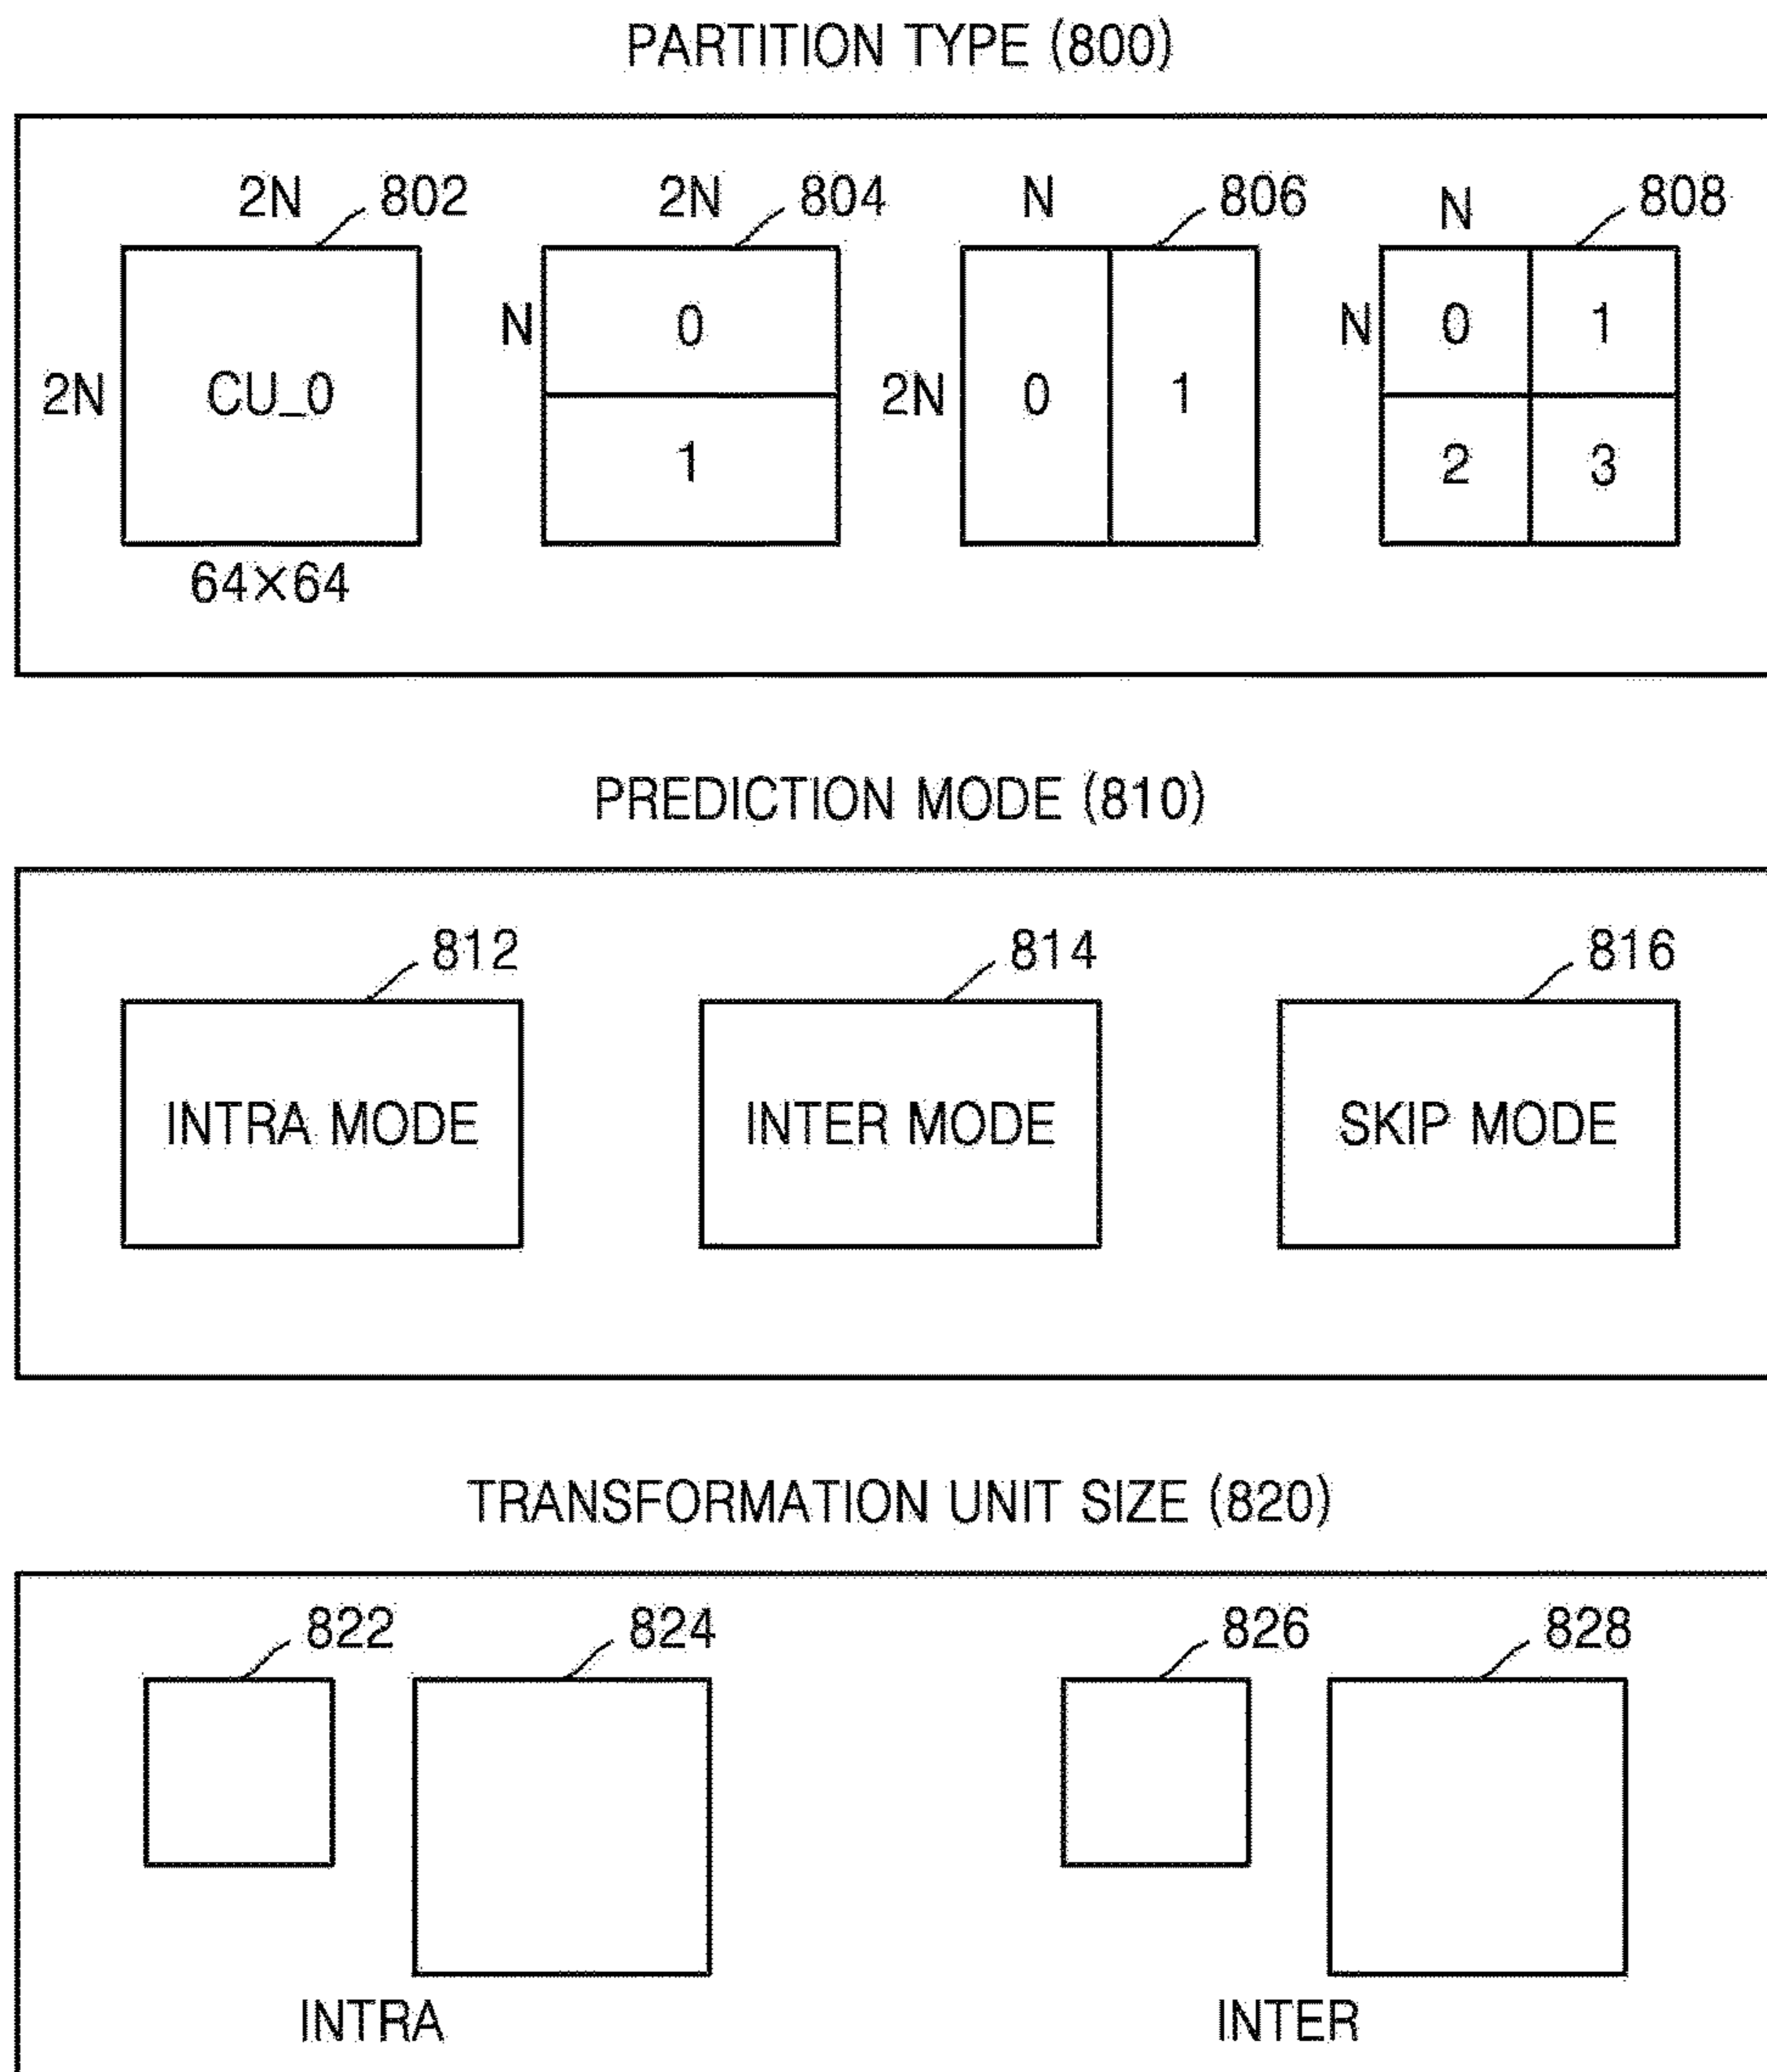 PARTITION TYPE (800)
2N 802 2N 804 N 806 N 808
N 0 N 0 1
2N CU_0 2N 0 1
1 2 3
64×64
PREDICTION MODE (810)
812 814 816
INTRA MODE INTER MODE SKIP MODE
TRANSFORMATION UNIT SIZE (820)
822 824 826 828
INTRA INTER